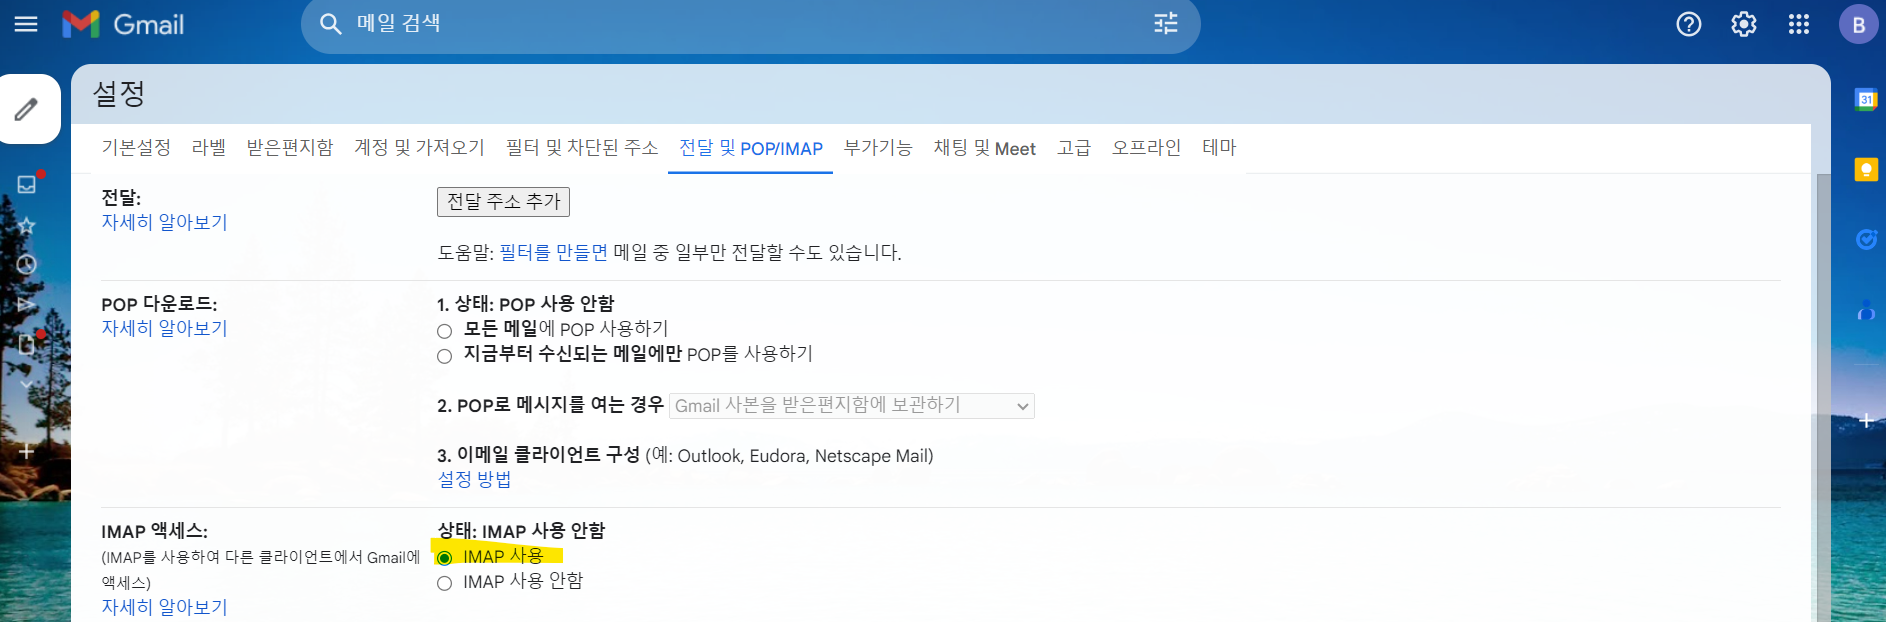 Gmail
메일 검색
B
설정
31
기본설정 라벨 받은편지함 계정 및 가져오기 필터 및 차단된 주소 전달 및 POP/IMAP 부가기능 채팅 및 Meet 고급 오프라인 테마
전달:
자세히 알아보기
전달 주소 추가
도움말: 필터를 만들면 메일 중 일부만 전달할 수도 있습니다.
POP 다운로드:
자세히 알아보기
1. 상태: POP 사용 안함
모든 메일에 POP 사용하기
지금부터 수신되는 메일에만 POP를 사용하기
2. POP로 메시지를 여는 경우 Gmail 사본을 받은편지함에 보관하기
3. 이메일 클라이언트 구성 (예: Outlook, Eudora, Netscape Mail)
설정 방법
IMAP 액세스:
(IMAP를 사용하여 다른 클라이언트에서 Gmail에
액세스)
자세히 알아보기
상태: IMAP 사용 안함
IMAP 사용
IMAP 사용 안함